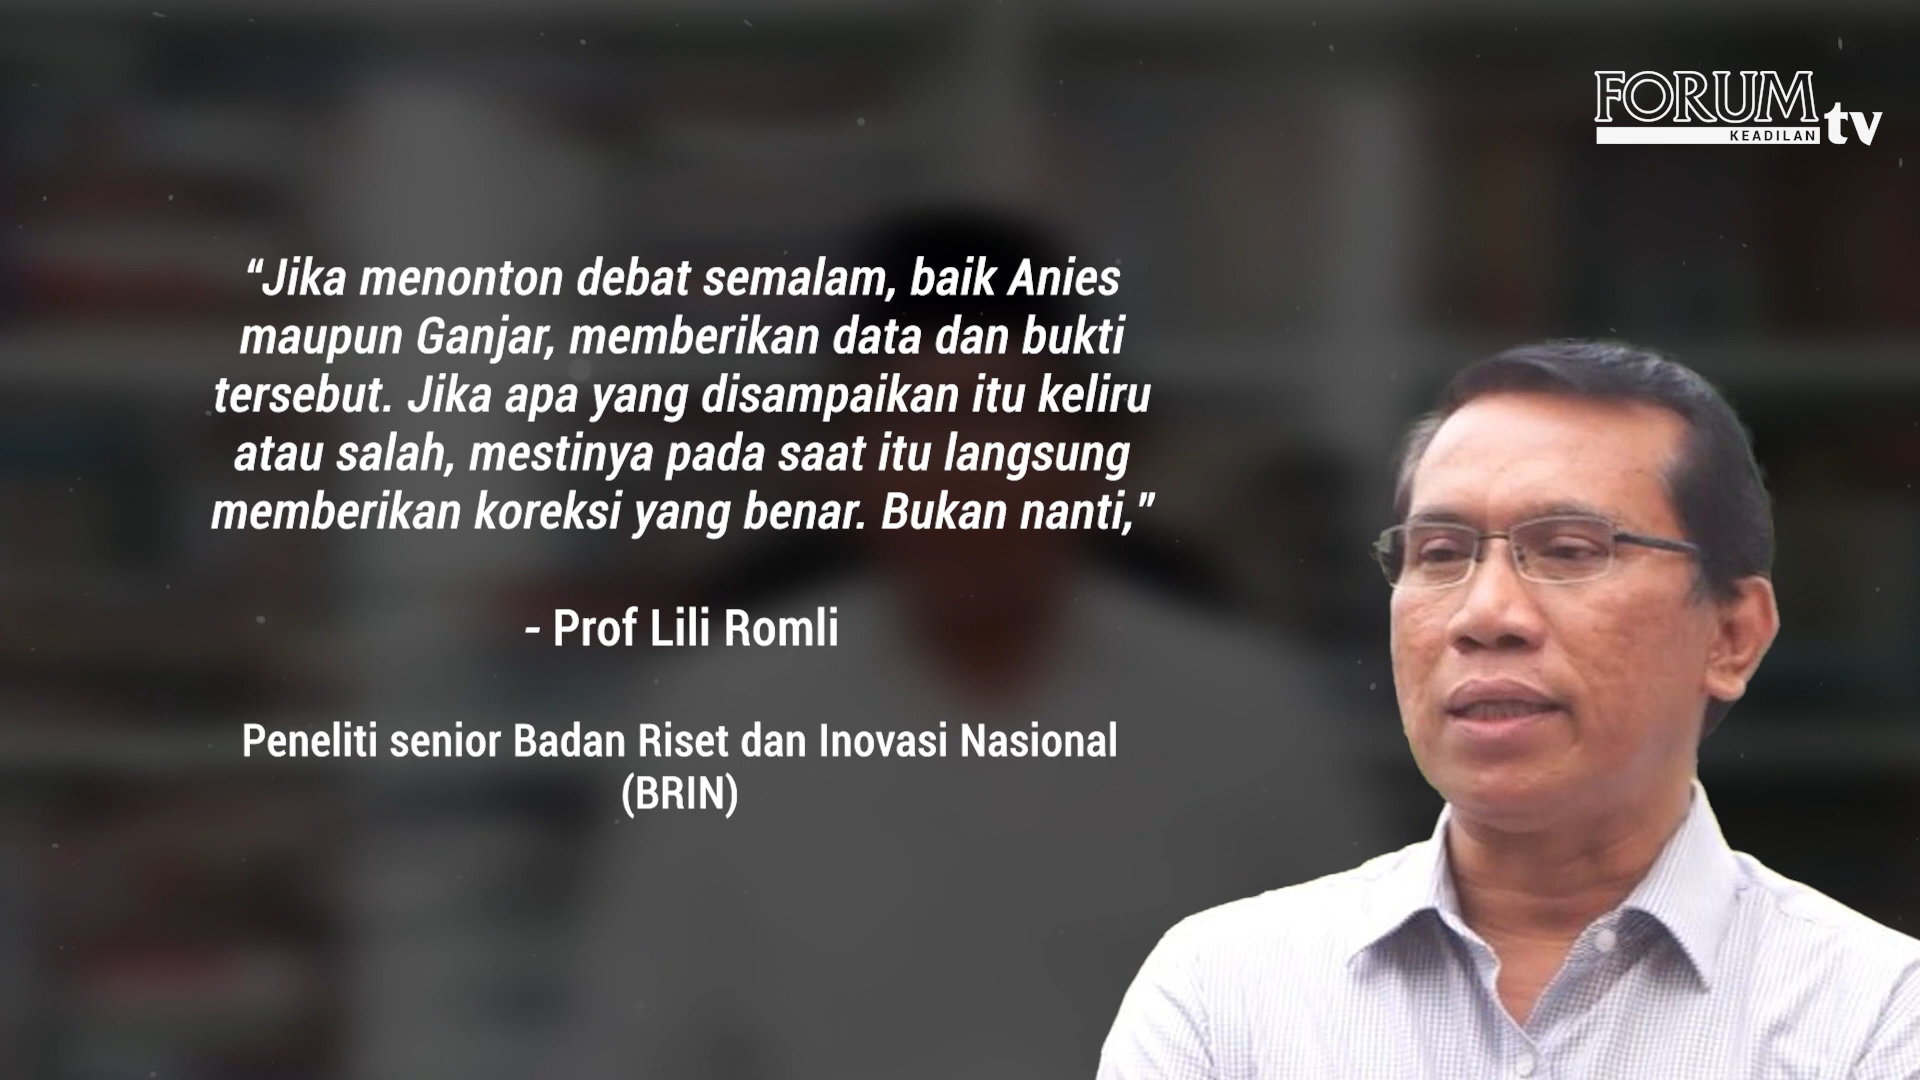 FORUM
KEADILAN
tv
“Jika menonton debat semalam, baik Anies
maupun Ganjar, memberikan data dan bukti
tersebut. Jika apa yang disampaikan itu keliru
atau salah, mestinya pada saat itu langsung
memberikan koreksi yang benar. Bukan nanti,”
- Prof Lili Romli
Peneliti senior Badan Riset dan Inovasi Nasional
(BRIN)